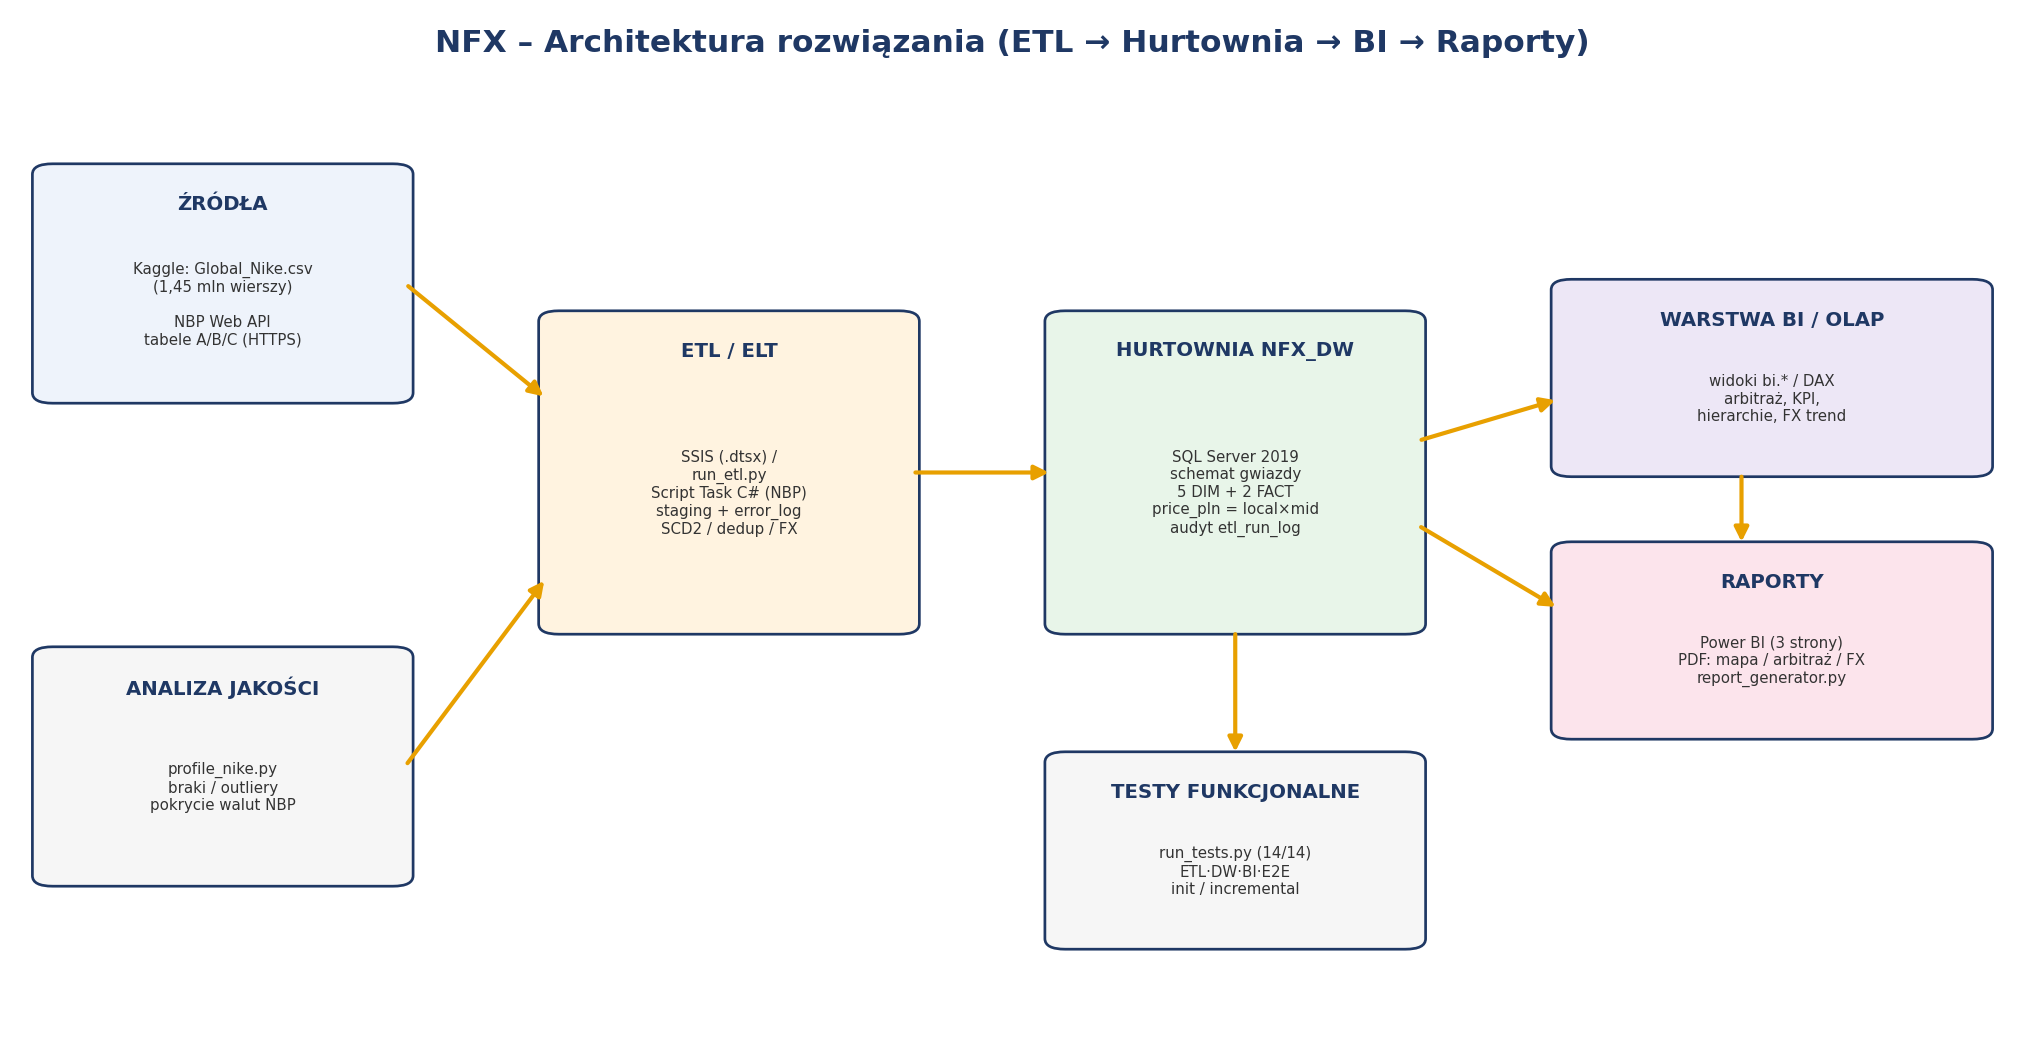 NFX – Architektura rozwiązania (ETL → Hurtownia → BI → Raporty)
ŹRÓDŁA
Kaggle: Global_Nike.csv
(1,45 mln wierszy)
NBP Web API
tabele A/B/C (HTTPS)
ANALIZA JAKOŚCI
profile_nike.py
braki / outliery
pokrycie walut NBP
ETL / ELT
SSIS (.dtsx) /
run_etl.py
Script Task C# (NBP)
staging + error_log
SCD2 / dedup / FX
HURTOWNIA NFX_DW
SQL Server 2019
schemat gwiazdy
5 DIM + 2 FACT
price_pln = local×mid
audyt etl_run_log
TESTY FUNKCJONALNE
run_tests.py (14/14)
ETL·DW·BI·E2E
init / incremental
WARSTWA BI / OLAP
widoki bi.* / DAX
arbitraż, KPI,
hierarchie, FX trend
RAPORTY
Power BI (3 strony)
PDF: mapa / arbitraż / FX
report_generator.py